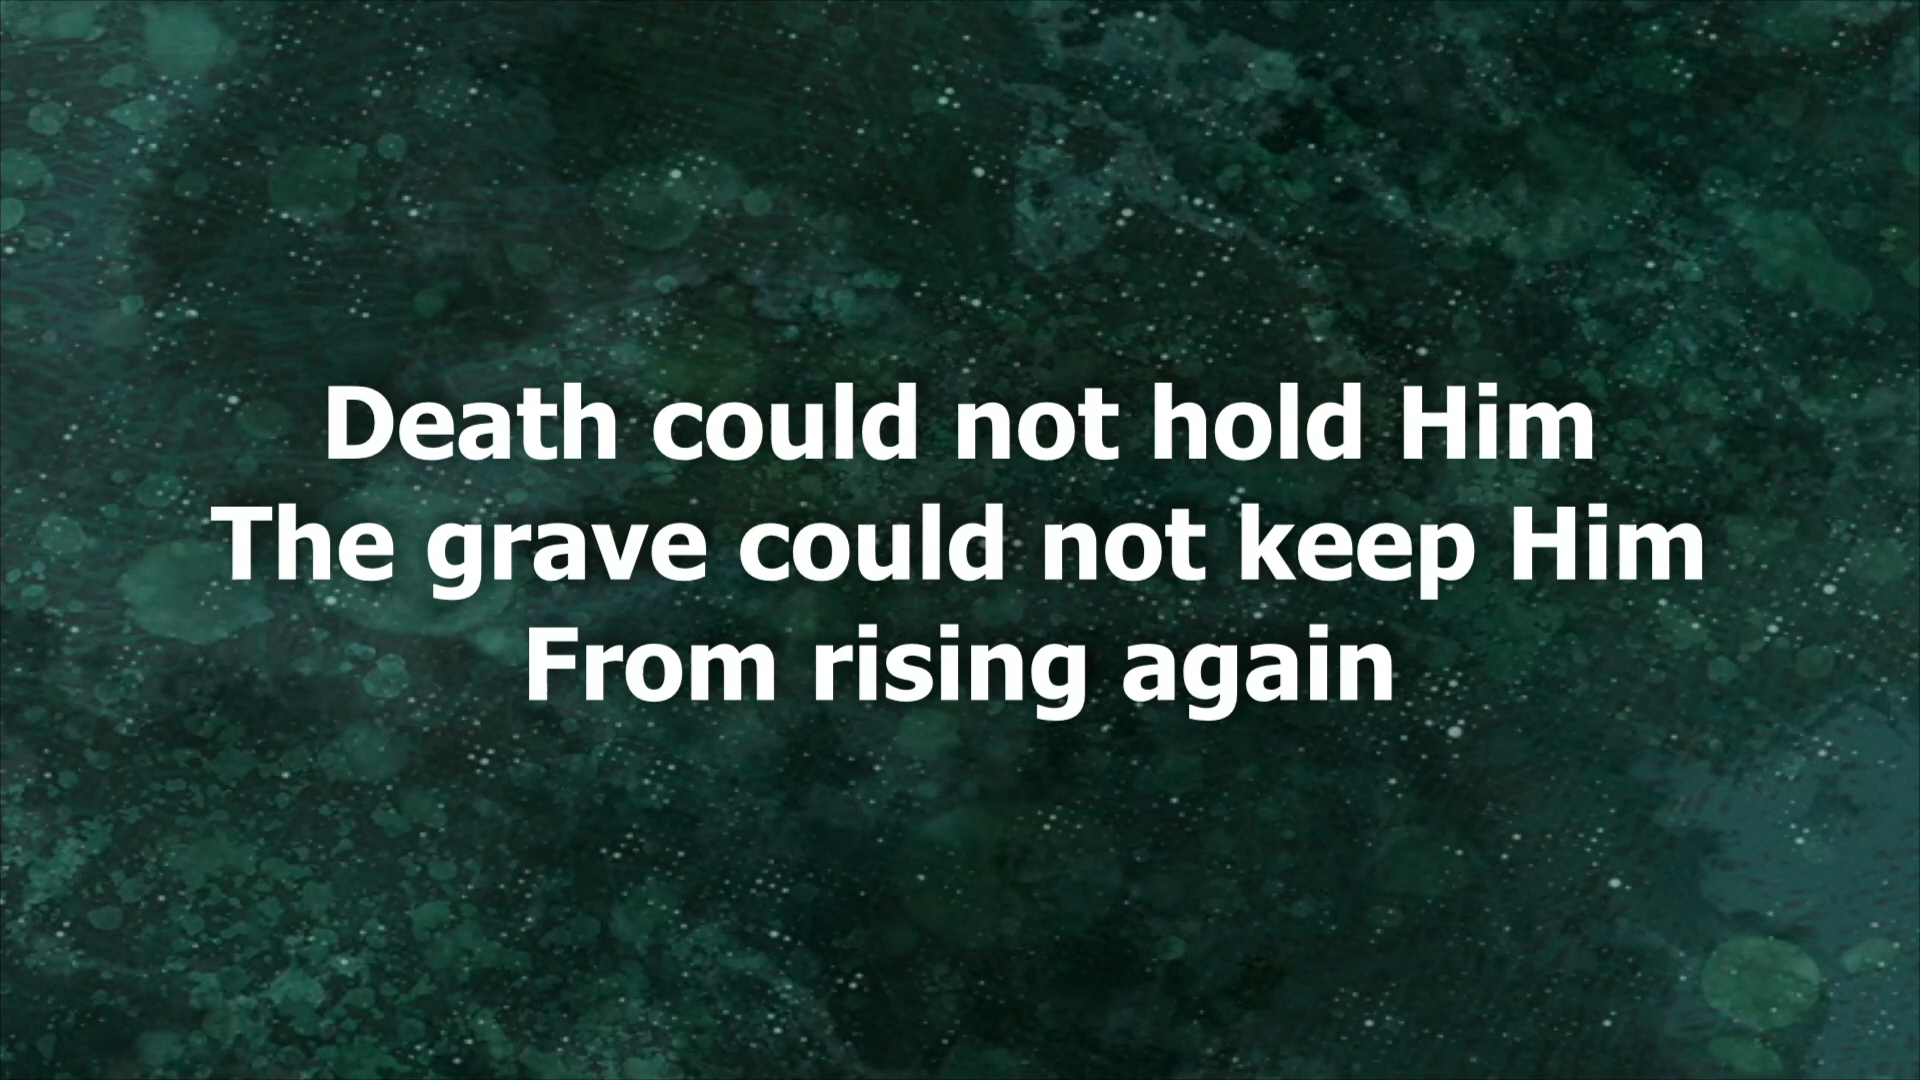 Death could not hold Him
The grave could not keep Him
From rising again